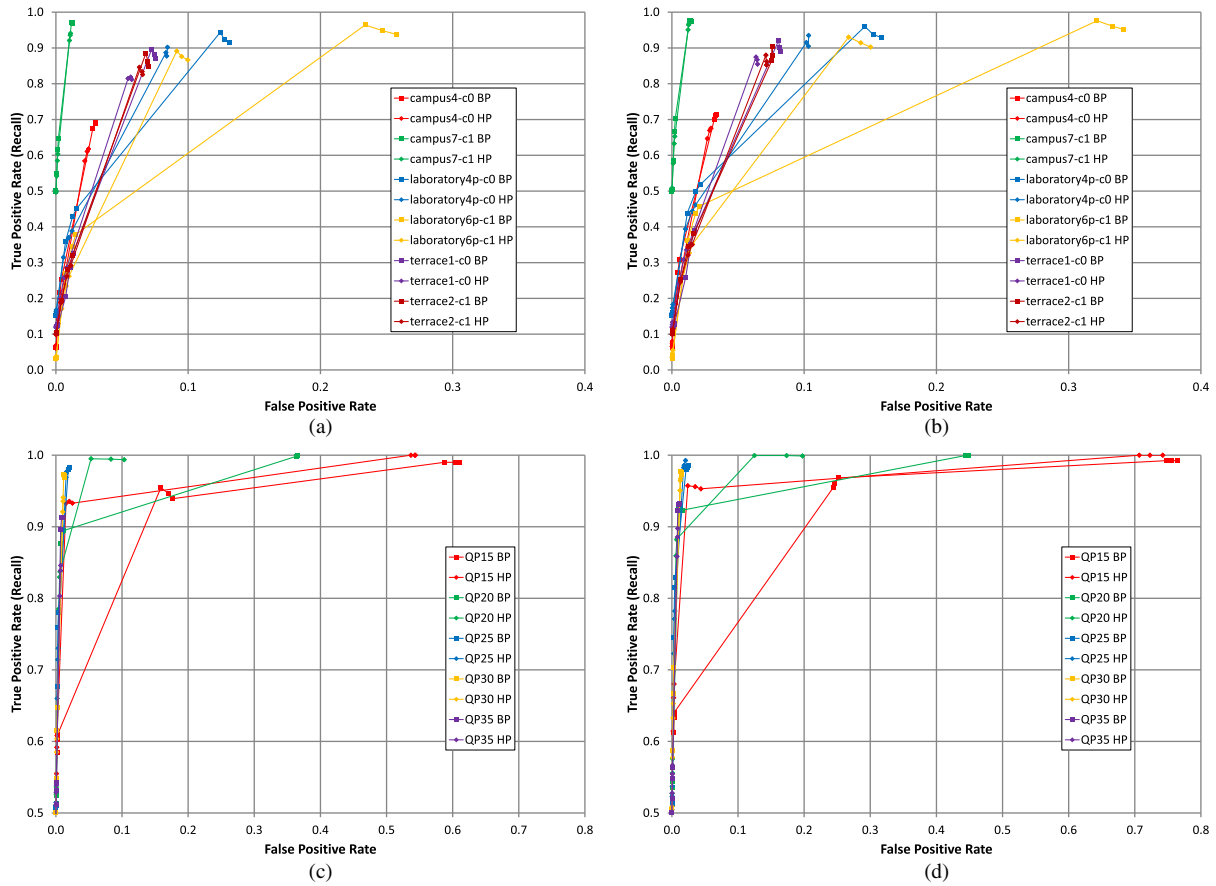 True Positive Rate (Recall)
1.0
0.9
0.8
0.7
0.6
0.5
0.4
0.3
0.2
0.1
0.0
campus4-c0 BP
campus4-c0 HP
campus7-c1 BP
campus7-c1 HP
laboratory4p-c0 BP
laboratory4p-c0 HP
laboratory6p-c1 BP
laboratory6p-c1 HP
terrace1-c0 BP
terrace1-c0 HP
terrace2-c1 BP
terrace2-c1 HP
0.0 0.1 0.2 0.3 0.4
False Positive Rate
(a)
True Positive Rate (Recall)
1.0
0.9
0.8
0.7
0.6
0.5
0.4
0.3
0.2
0.1
0.0
campus4-c0 BP
campus4-c0 HP
campus7-c1 BP
campus7-c1 HP
laboratory4p-c0 BP
laboratory4p-c0 HP
laboratory6p-c1 BP
laboratory6p-c1 HP
terrace1-c0 BP
terrace1-c0 HP
terrace2-c1 BP
terrace2-c1 HP
0.0 0.1 0.2 0.3 0.4
False Positive Rate
(b)
True Positive Rate (Recall)
1.0
0.9
0.8
0.7
0.6
0.5
QP15 BP
QP15 HP
QP20 BP
QP20 HP
QP25 BP
QP25 HP
QP30 BP
QP30 HP
QP35 BP
QP35 HP
0.0 0.1 0.2 0.3 0.4 0.5 0.6 0.7 0.8
False Positive Rate
(c)
True Positive Rate (Recall)
1.0
0.9
0.8
0.7
0.6
0.5
QP15 BP
QP15 HP
QP20 BP
QP20 HP
QP25 BP
QP25 HP
QP30 BP
QP30 HP
QP35 BP
QP35 HP
0.0 0.1 0.2 0.3 0.4 0.5 0.6 0.7 0.8
False Positive Rate
(d)